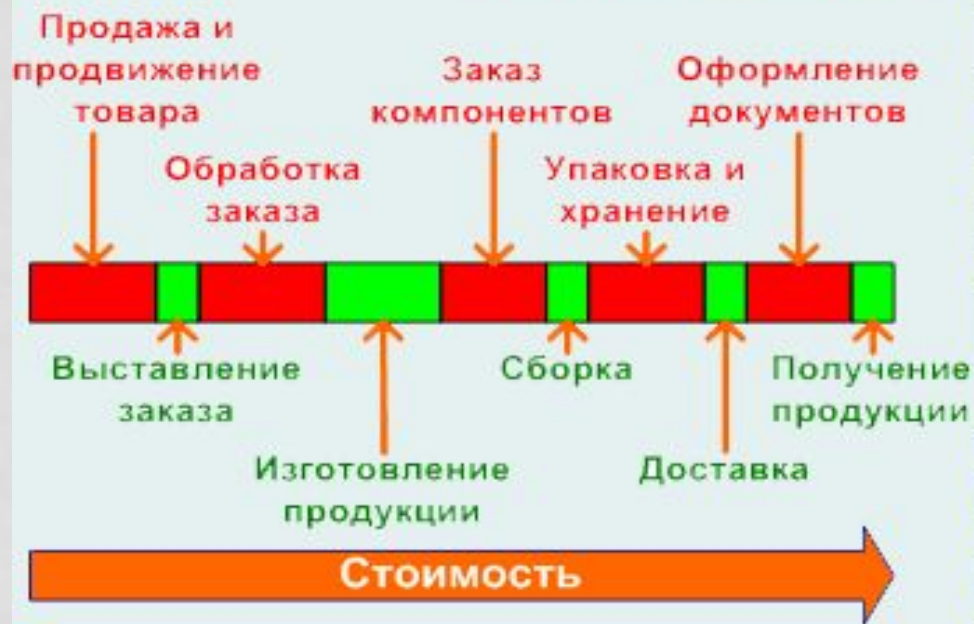 Продажа и
продвижение
товара
Заказ
компонентов
Оформление
документов
Обработка
заказа
Упаковка и
хранение
Выставление
заказа
Сборка
Получение
продукции
Изготовление
продукции
Доставка
Стоимость